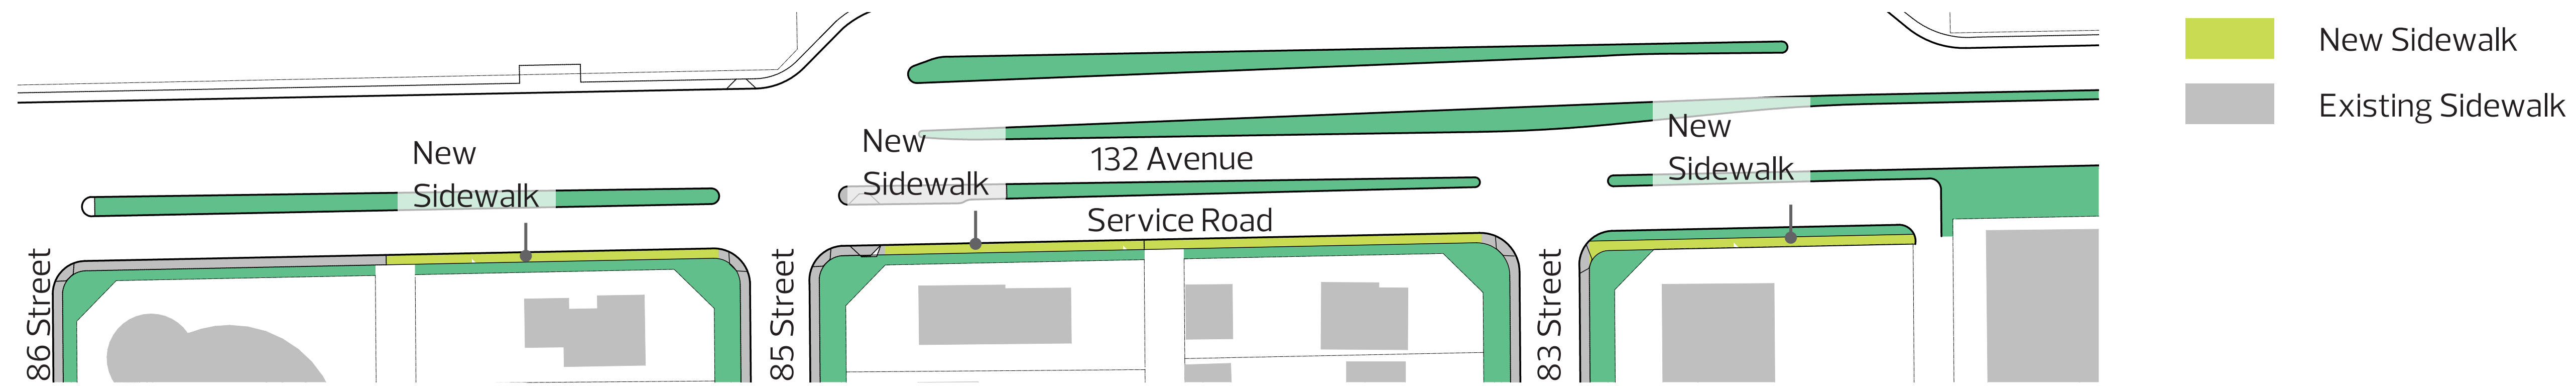 New Sidewalk
Existing Sidewalk
New
Sidewalk
New
Sidewalk
132 Avenue
New
Sidewalk
Service Road
86 Street
85 Street
83 Street